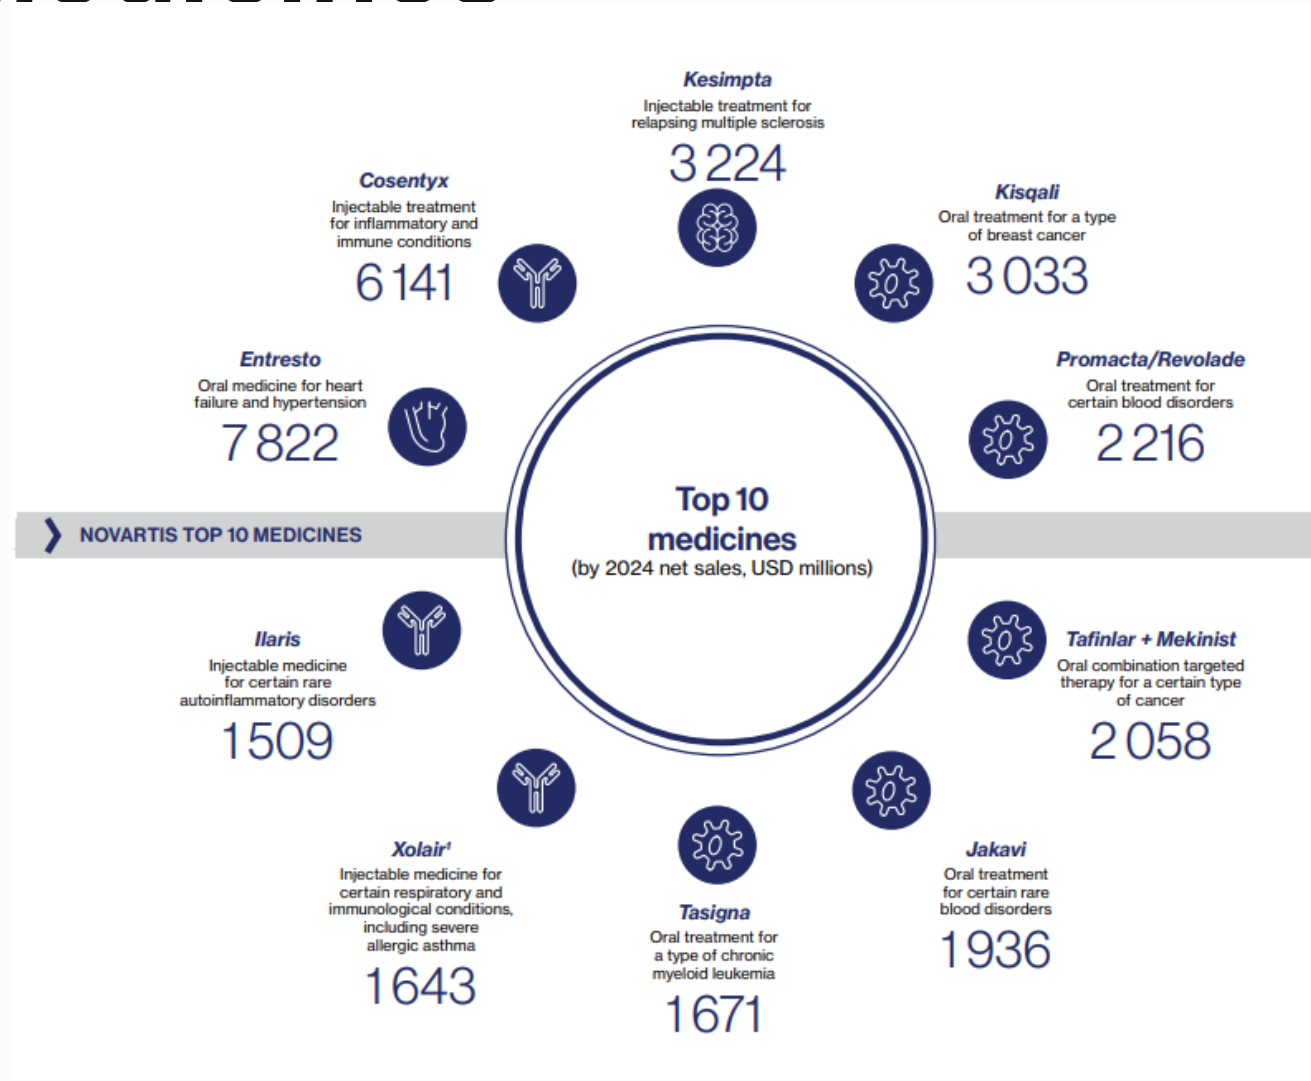 Kesimpta
Injectable treatment for
relapsing multiple sclerosis
3 224
Cosentyx
Injectable treatment
for inflammatory and
immune conditions
6 141
Kisqali
Oral treatment for a type
of breast cancer
3 033
Entresto
Oral medicine for heart
failure and hypertension
7 822
Promacta/Revolade
Oral treatment for
certain blood disorders
2 216
NOVARTIS TOP 10 MEDICINES
Top 10
medicines
(by 2024 net sales, USD millions)
Ilaris
Injectable medicine
for certain rare
autoinflammatory disorders
1 509
Tafinlar + Mekinist
Oral combination targeted
therapy for a certain type
of cancer
2 058
Xolair¹
Injectable medicine for
certain respiratory and
immunological conditions,
including severe
allergic asthma
1 643
Tasigna
Oral treatment for
a type of chronic
myeloid leukemia
1 671
Jakavi
Oral treatment
for certain rare
blood disorders
1 936